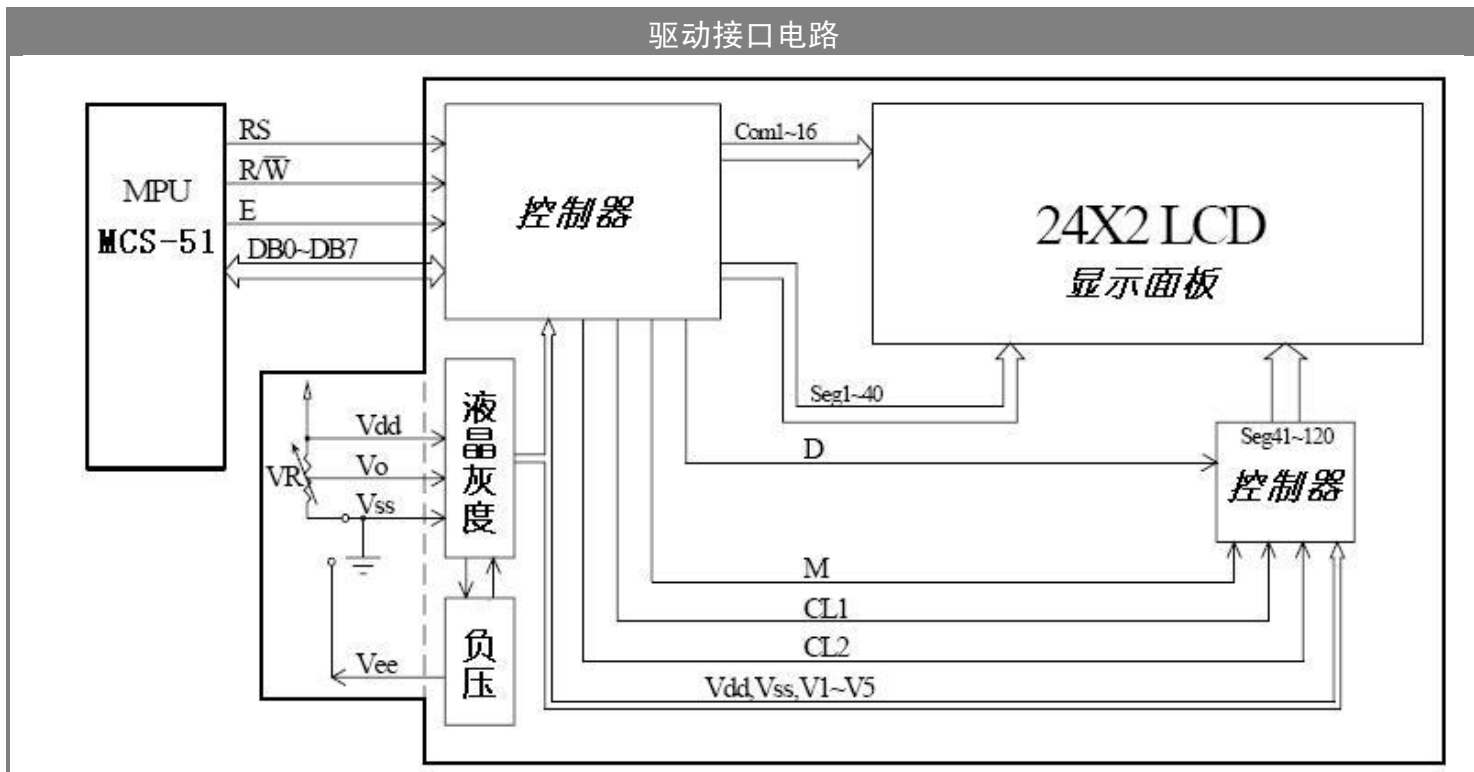 驱动接口电路
MPU
MCS-51
RS
R/W̅
E
DB0~DB7
控制器
Com1~16
24X2 LCD
显示面板
Seg1~40
Seg41~120
控制器
D
M
CL1
CL2
Vdd,Vss,V1~V5
液晶灰度
Vdd
Vo
Vss
VR
负压
Vee